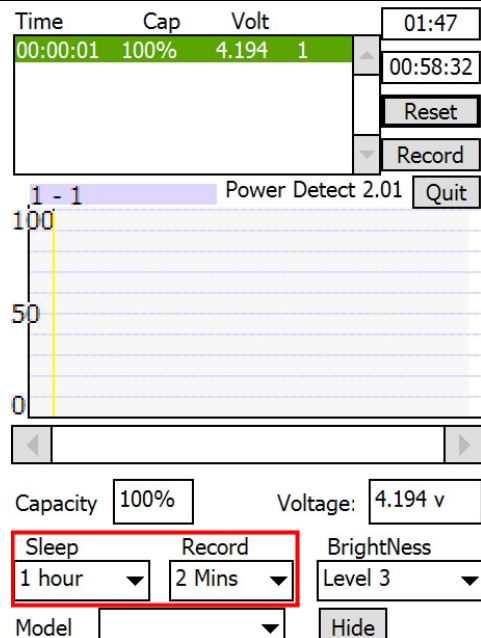 Time Cap Volt 01:47
00:00:01 100% 4.194 1
00:58:32
Reset
Record
1 - 1 Power Detect 2.01 Quit
100
50
0
Capacity 100% Voltage: 4.194 v
Sleep Record BrightNess
1 hour 2 Mins Level 3
Model Hide